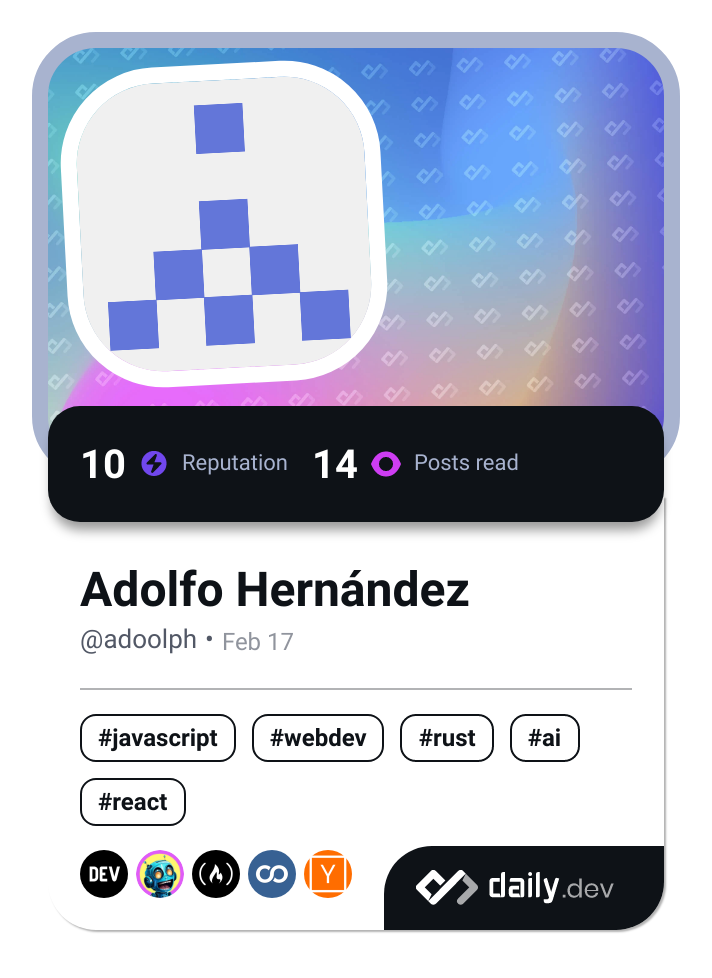 10 Reputation 14 Posts read
Adolfo Hernández
@adoolph • Feb 17
#javascript #webdev #rust #ai
#react
DEV Y daily.dev